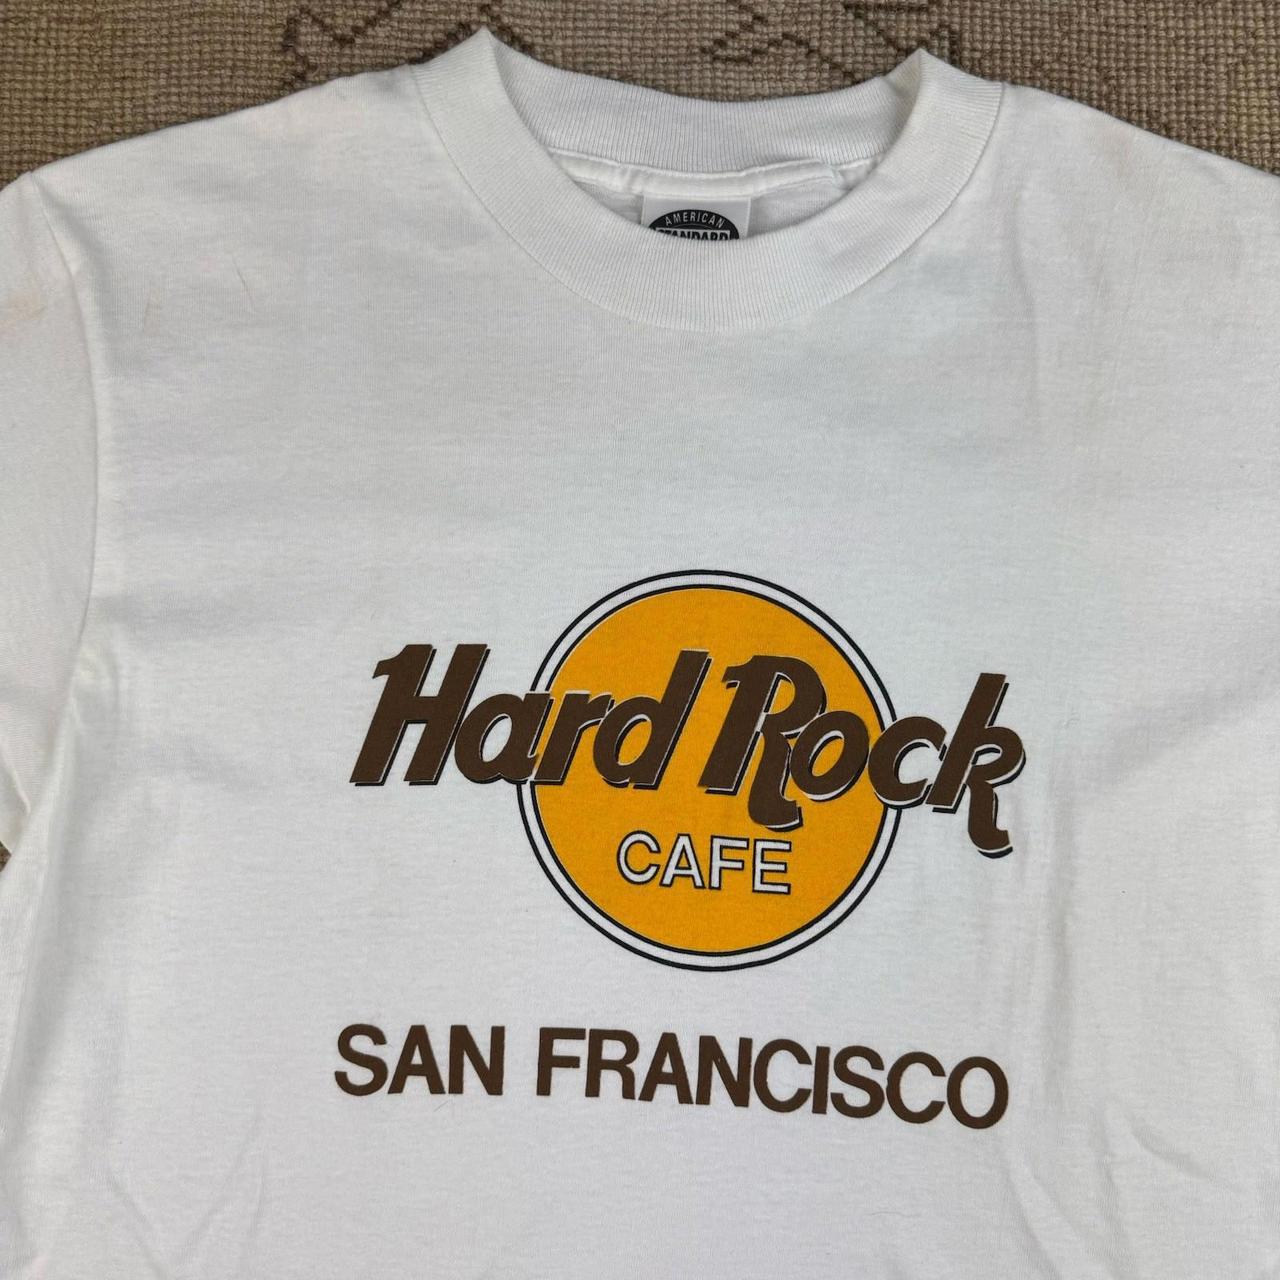 AMERICAN
STANDARD
Hard Rock
CAFE
SAN FRANCISCO